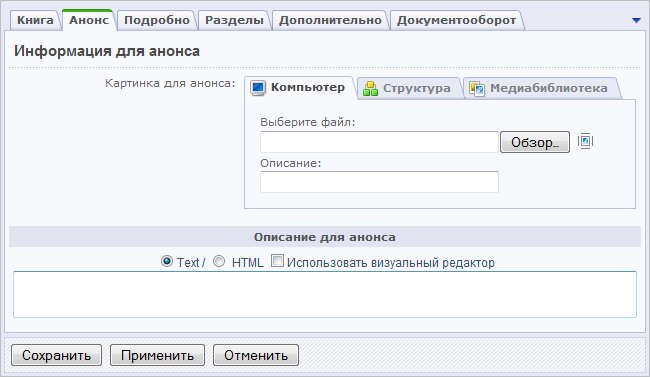 Книга Анонс Подробно Разделы Дополнительно Документооборот
Информация для анонса
Картинка для анонса: Компьютер Структура Медиабиблиотека
Выберите файл:
Обзор...
Описание:
Описание для анонса
Text / HTML Использовать визуальный редактор
Сохранить Применить Отменить